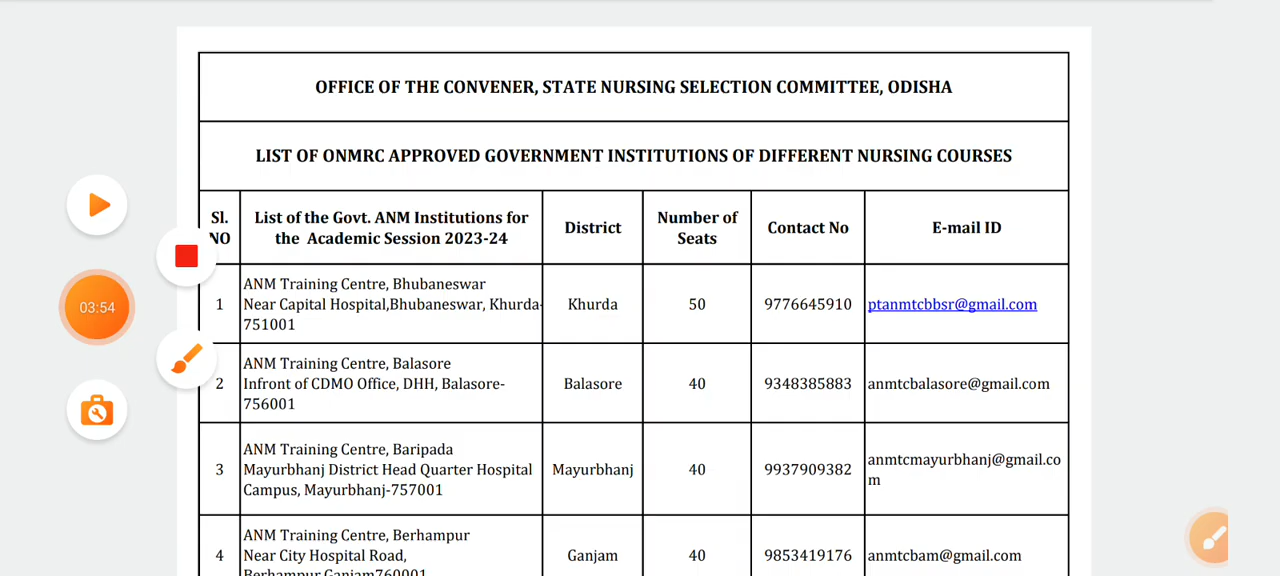 OFFICE OF THE CONVENER, STATE NURSING SELECTION COMMITTEE, ODISHA
LIST OF ONMRC APPROVED GOVERNMENT INSTITUTIONS OF DIFFERENT NURSING COURSES
Sl. NO
List of the Govt. ANM Institutions for
the Academic Session 2023-24
District
Number of
Seats
Contact No
E-mail ID
1
ANM Training Centre, Bhubaneswar
Near Capital Hospital,Bhubaneswar, Khurda-
751001
Khurda
50
9776645910
ptanmtcbbsr@gmail.com
2
ANM Training Centre, Balasore
Infront of CDMO Office, DHH, Balasore-
756001
Balasore
40
9348385883
anmtcbalasore@gmail.com
3
ANM Training Centre, Baripada
Mayurbhanj District Head Quarter Hospital
Campus, Mayurbhanj-757001
Mayurbhanj
40
9937909382
anmtcmayurbhanj@gmail.co
m
4
ANM Training Centre, Berhampur
Near City Hospital Road,
Berhampur,Ganjam760001
Ganjam
40
9853419176
anmtcbam@gmail.com
03:54